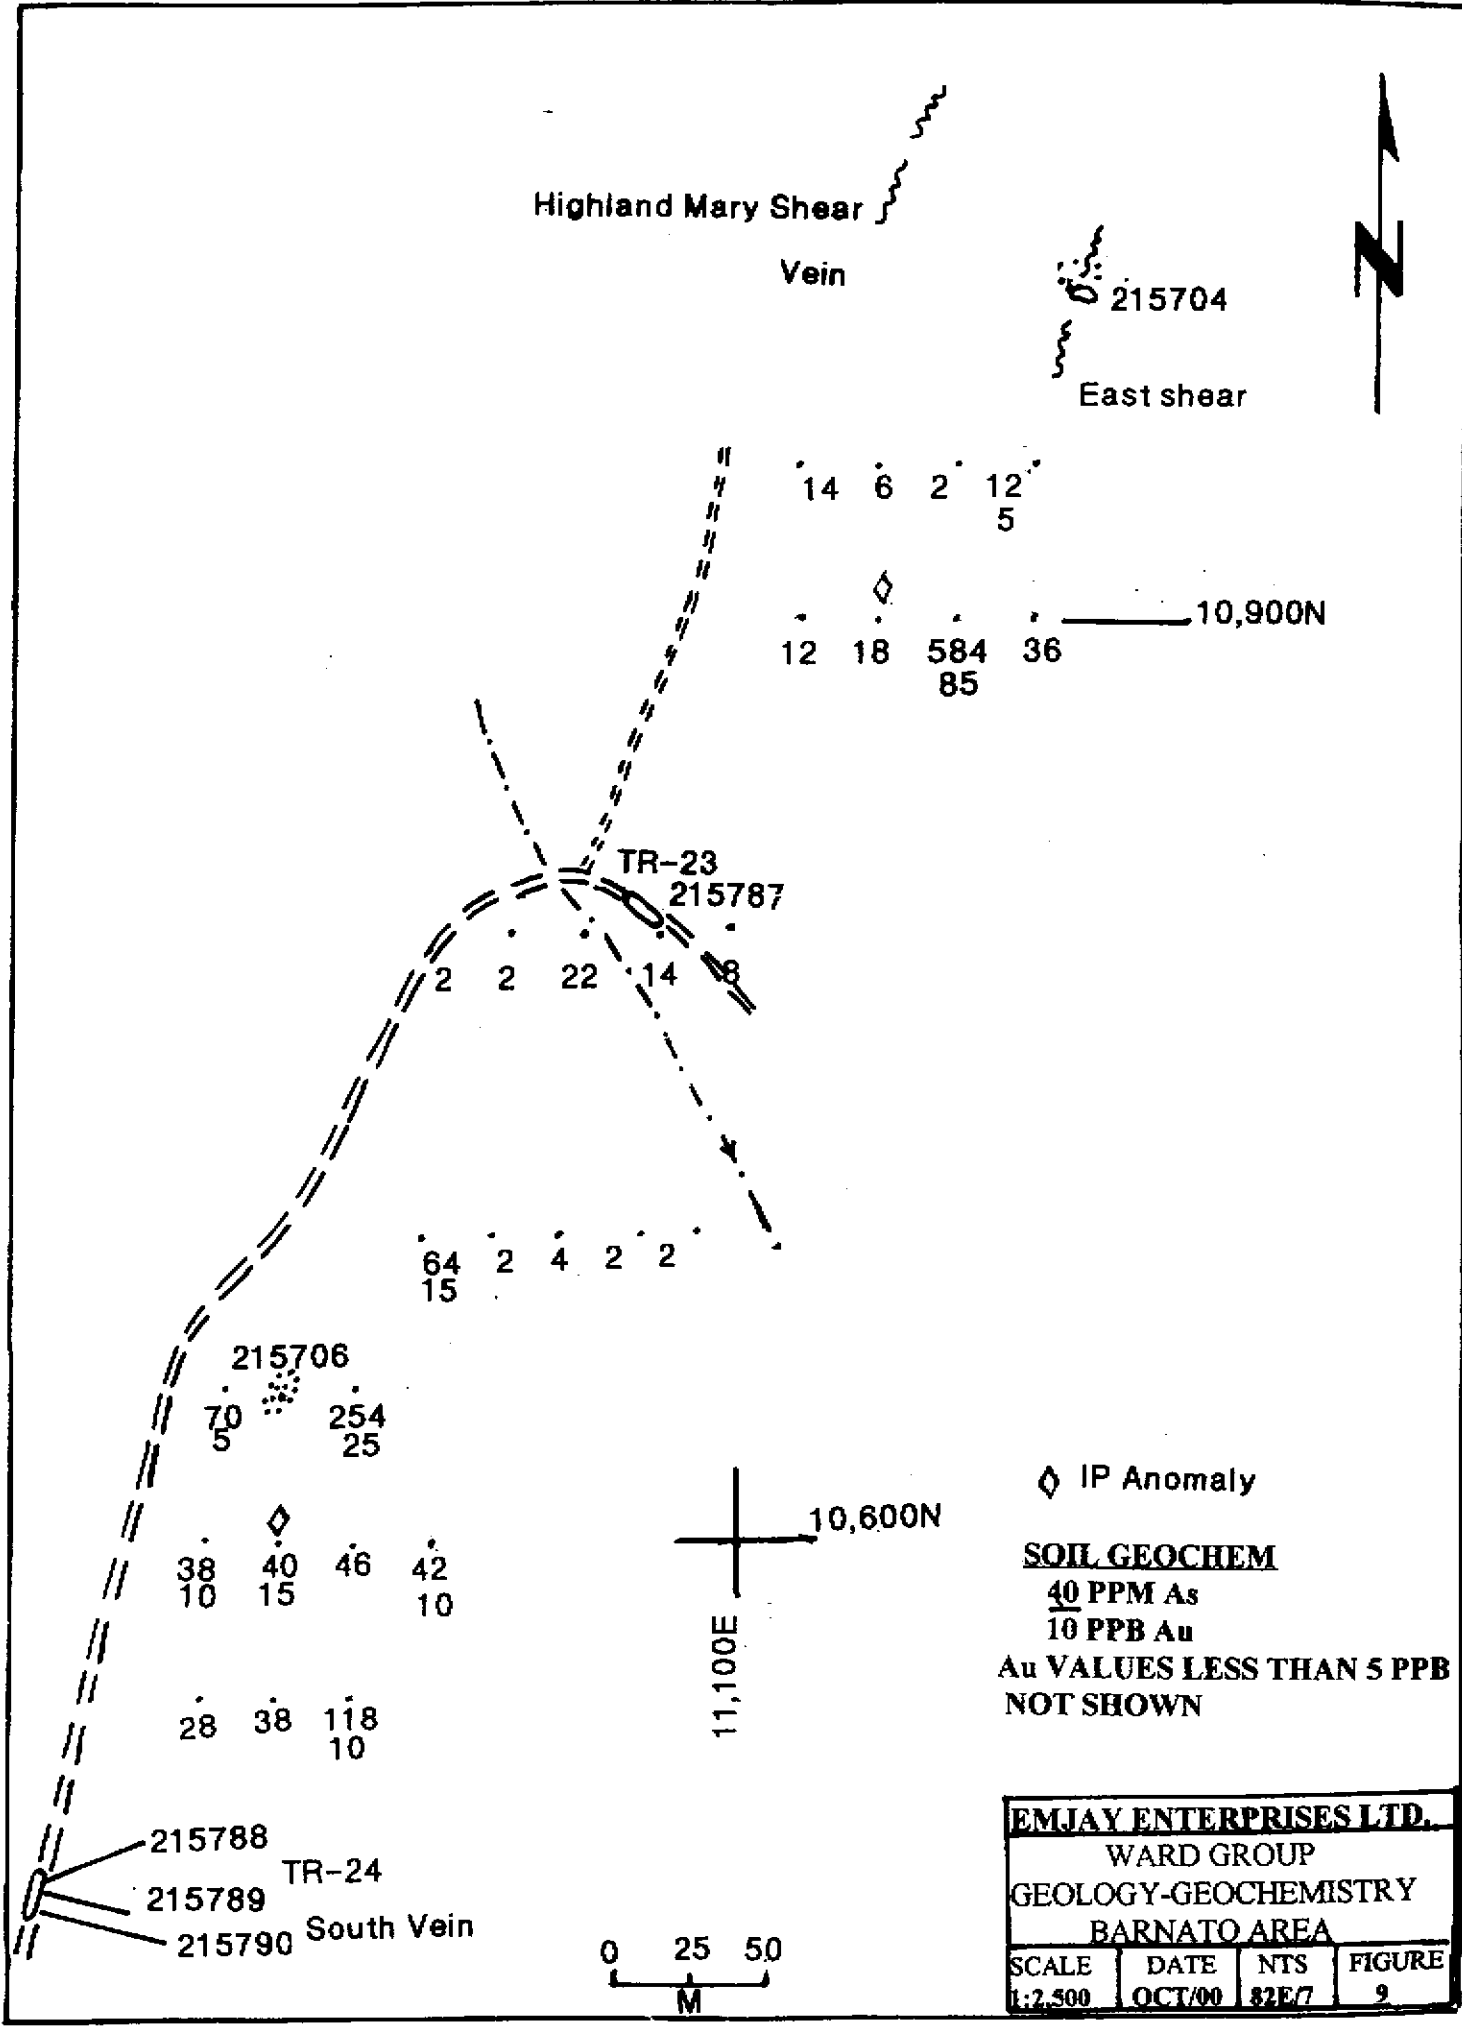 Highland Mary Shear
Vein
N
215704
East shear
14 6 2 12
5
10,900N
12 18 584 36
85
TR-23
215787
2 2 22 14 8
64 2 4 2 2
15
215706
70 254
5 25
IP Anomaly
10,600N
38 40 46 42
10 15 10
SOIL GEOCHEM
40 PPM As
10 PPB Au
Au VALUES LESS THAN 5 PPB
NOT SHOWN
11,100E
28 38 118
10
215788
TR-24
215789
South Vein
215790
0 25 50
M
EMJAY ENTERPRISES LTD.
WARD GROUP
GEOLOGY-GEOCHEMISTRY
BARNATO AREA
SCALE DATE NTS FIGURE
1:2,500 OCT/00 82E/7 9